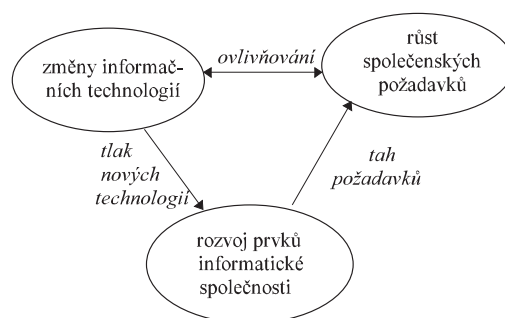 změny informač-
ních technologií
ovlivňování
růst
společenských
požadavků
tlak
nových
technologií
tah
požadavků
rozvoj prvků
informatické
společnosti